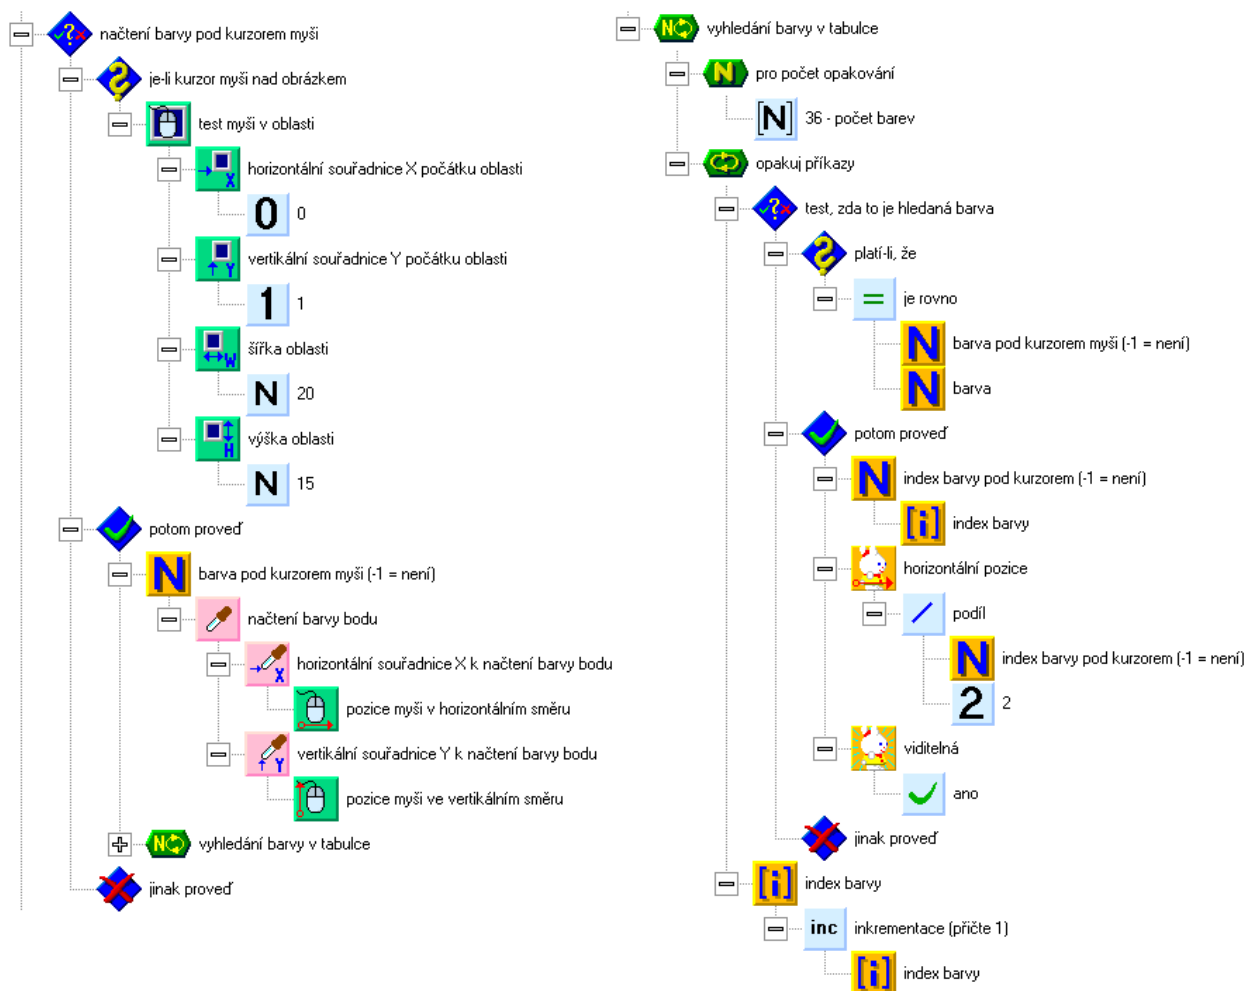 načtení barvy pod kurzorem myši
je-li kurzor myši nad obrázkem
test myši v oblasti
horizontální souřadnice X počátku oblasti
0 0
vertikální souřadnice Y počátku oblasti
1 1
šířka oblasti
N 20
výška oblasti
N 15
potom proveď
N barva pod kurzorem myši (-1 = není)
načtení barvy bodu
X horizontální souřadnice X k načtení barvy bodu
pozice myši v horizontálním směru
Y vertikální souřadnice Y k načtení barvy bodu
pozice myši ve vertikálním směru
N vyhledání barvy v tabulce
jinak proveď
N vyhledání barvy v tabulce
N pro počet opakování
[N] 36 - počet barev
opakuj příkazy
test, zda to je hledaná barva
platí-li, že
= je rovno
N barva pod kurzorem myši (-1 = není)
N barva
potom proveď
N index barvy pod kurzorem (-1 = není)
[i] index barvy
horizontální pozice
/ podíl
N index barvy pod kurzorem (-1 = není)
2 2
viditelná
ano
jinak proveď
[i] index barvy
inc inkrementace (přičte 1)
[i] index barvy